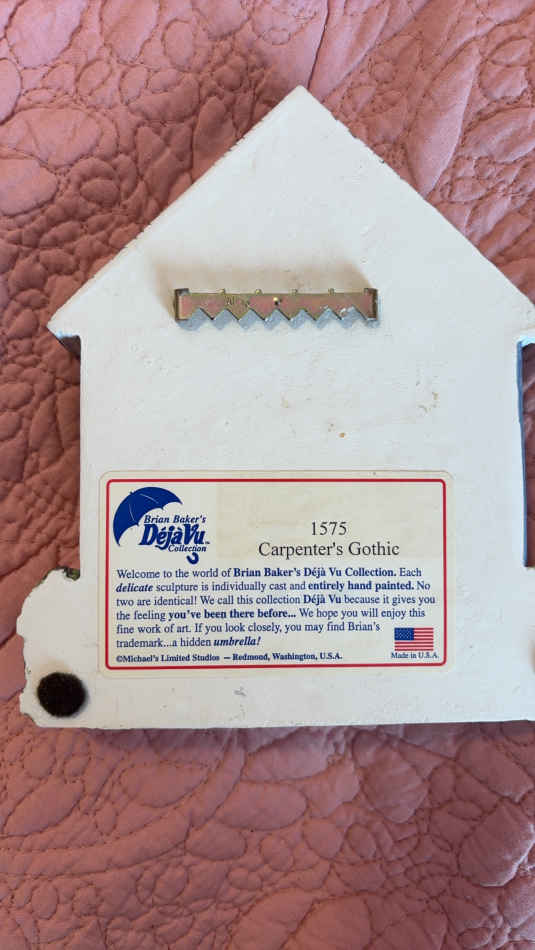 Brian Baker's
Déjà Vu™
Collection
1575
Carpenter's Gothic
Welcome to the world of Brian Baker's Déjà Vu Collection. Each
delicate sculpture is individually cast and entirely hand painted. No
two are identical! We call this collection Déjà Vu because it gives you
the feeling you've been there before... We hope you will enjoy this
fine work of art. If you look closely, you may find Brian's
trademark...a hidden umbrella!
©Michael's Limited Studios — Redmond, Washington, U.S.A.
Made in U.S.A.